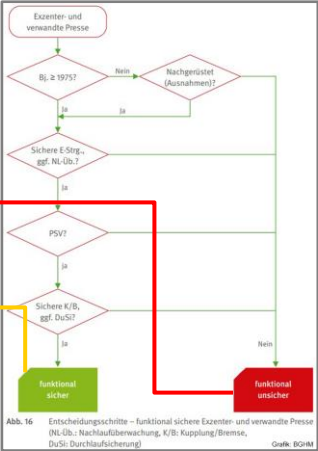 Exzenter- und
verwandte Presse
Bj. ≥ 1975?
Nein
Nachgerüstet
(Ausnahmen)?
Ja
Ja
Sichere E-Strg.,
ggf. NL-Üb.?
Ja
PSV?
Ja
Sichere K/B,
ggf. DuSi?
Ja
Nein
funktional
sicher
funktional
unsicher
Abb. 16 Entscheidungsschritte – funktional sichere Exzenter- und verwandte Presse
(NL-Üb.: Nachlaufüberwachung, K/B: Kupplung/Bremse,
DuSi: Durchlaufsicherung)
Grafik: BGHM